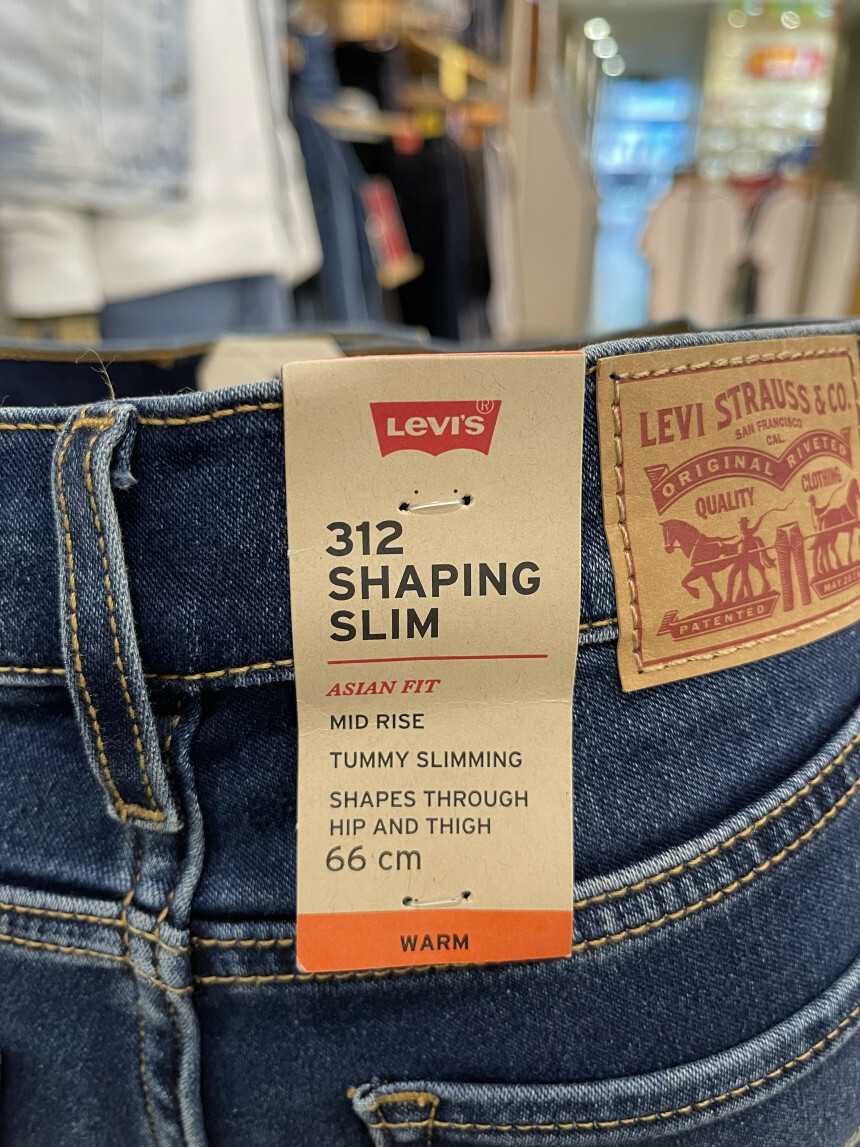 LEVI'S®
312
SHAPING
SLIM
ASIAN FIT
MID RISE
TUMMY SLIMMING
SHAPES THROUGH
HIP AND THIGH
66 cm
WARM
LEVI STRAUSS & CO.
SAN FRANCISCO
CAL.
ORIGINAL RIVETED
QUALITY CLOTHING
PATENTED